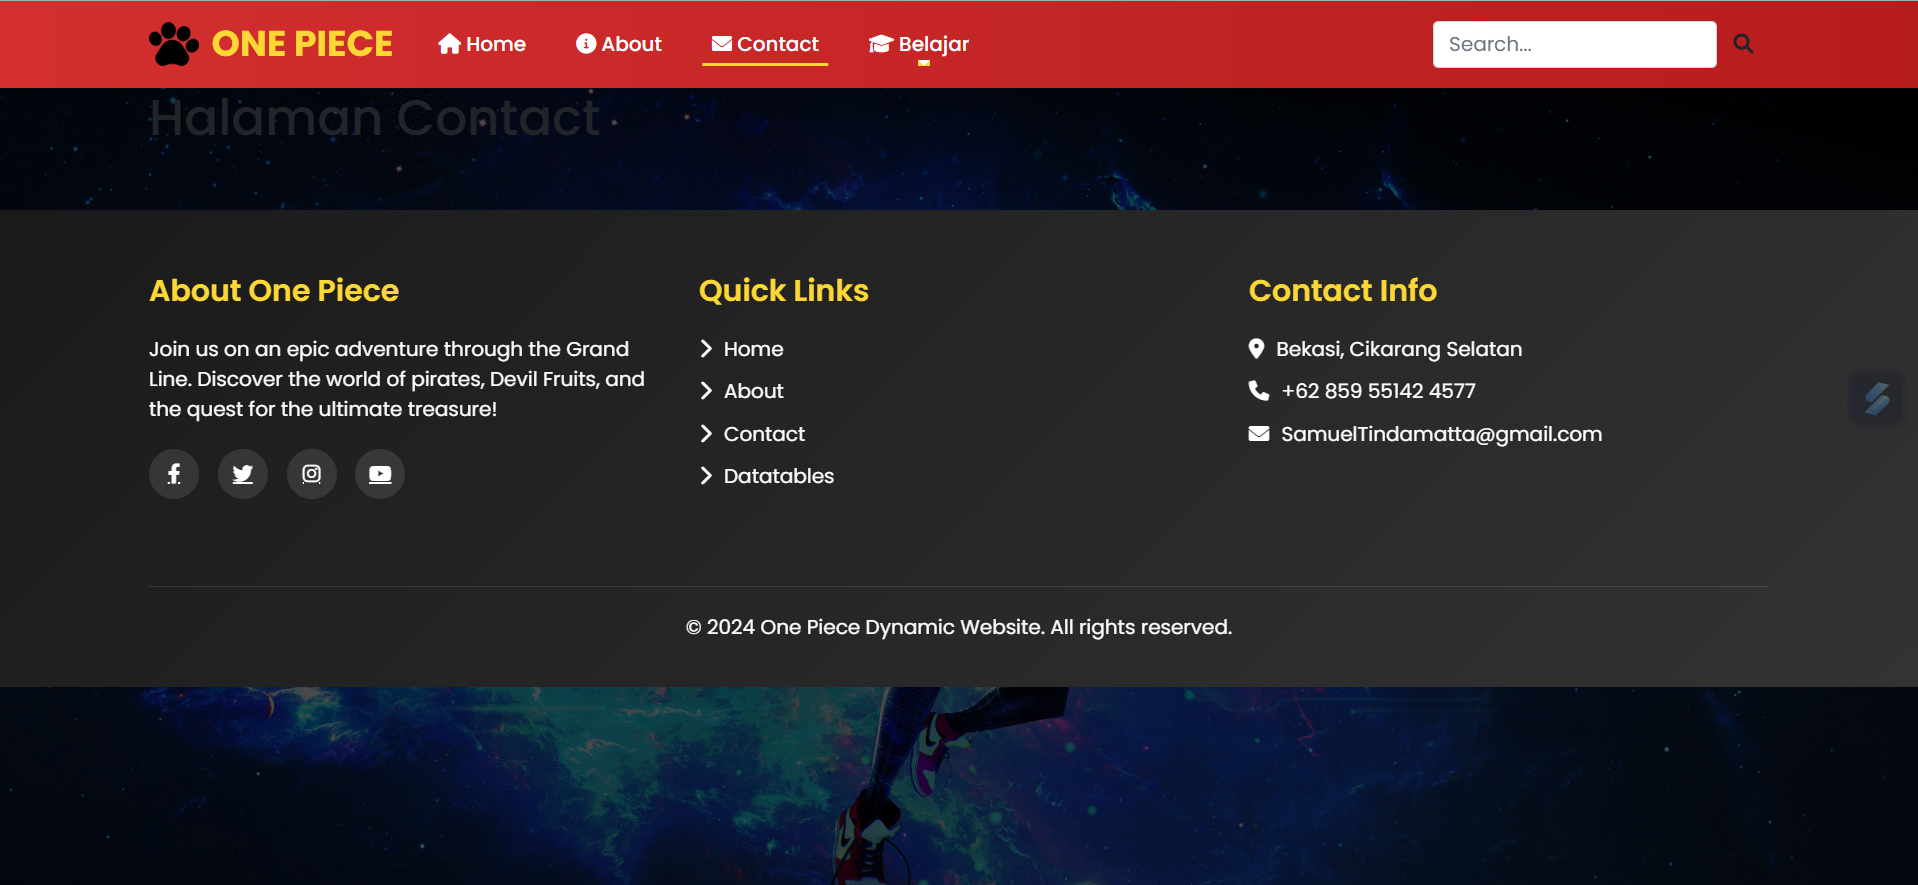 ONE PIECE
Home
About
Contact
Belajar
Search...
Halaman Contact
About One Piece
Join us on an epic adventure through the Grand
Line. Discover the world of pirates, Devil Fruits, and
the quest for the ultimate treasure!
Quick Links
Home
About
Contact
Datatables
Contact Info
Bekasi, Cikarang Selatan
+62 859 55142 4577
SamuelTindamatta@gmail.com
© 2024 One Piece Dynamic Website. All rights reserved.